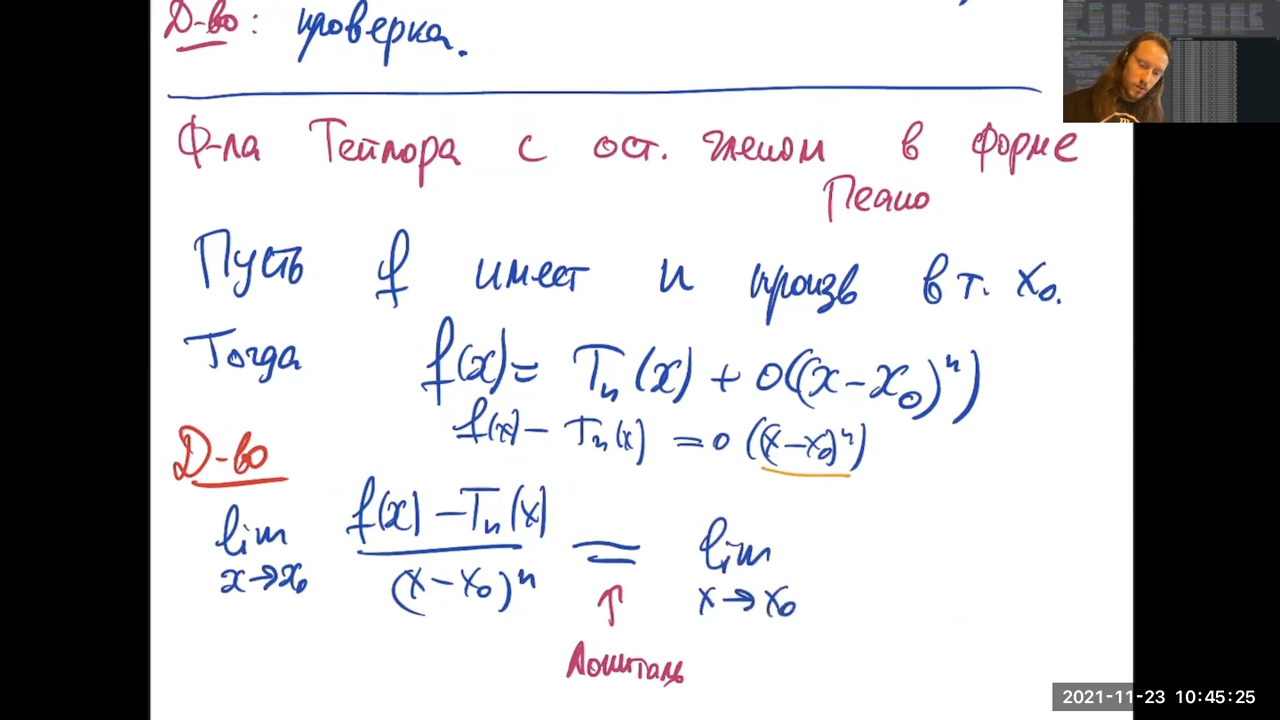 Д-во: проверка.
Ф-ла Тейлора с ост. членом в форме
Пеано
Пусть f имеет n произв в т. x₀.
Тогда f(x) = Tₙ(x) + o((x-x₀)ⁿ)
f(x) - Tₙ(x) = o((x-x₀)ⁿ)
Д-во
lim x→x₀ f(x) - Tₙ(x) / (x-x₀)ⁿ = lim x→x₀
↑
Лопиталь
2021-11-23 10:45:25